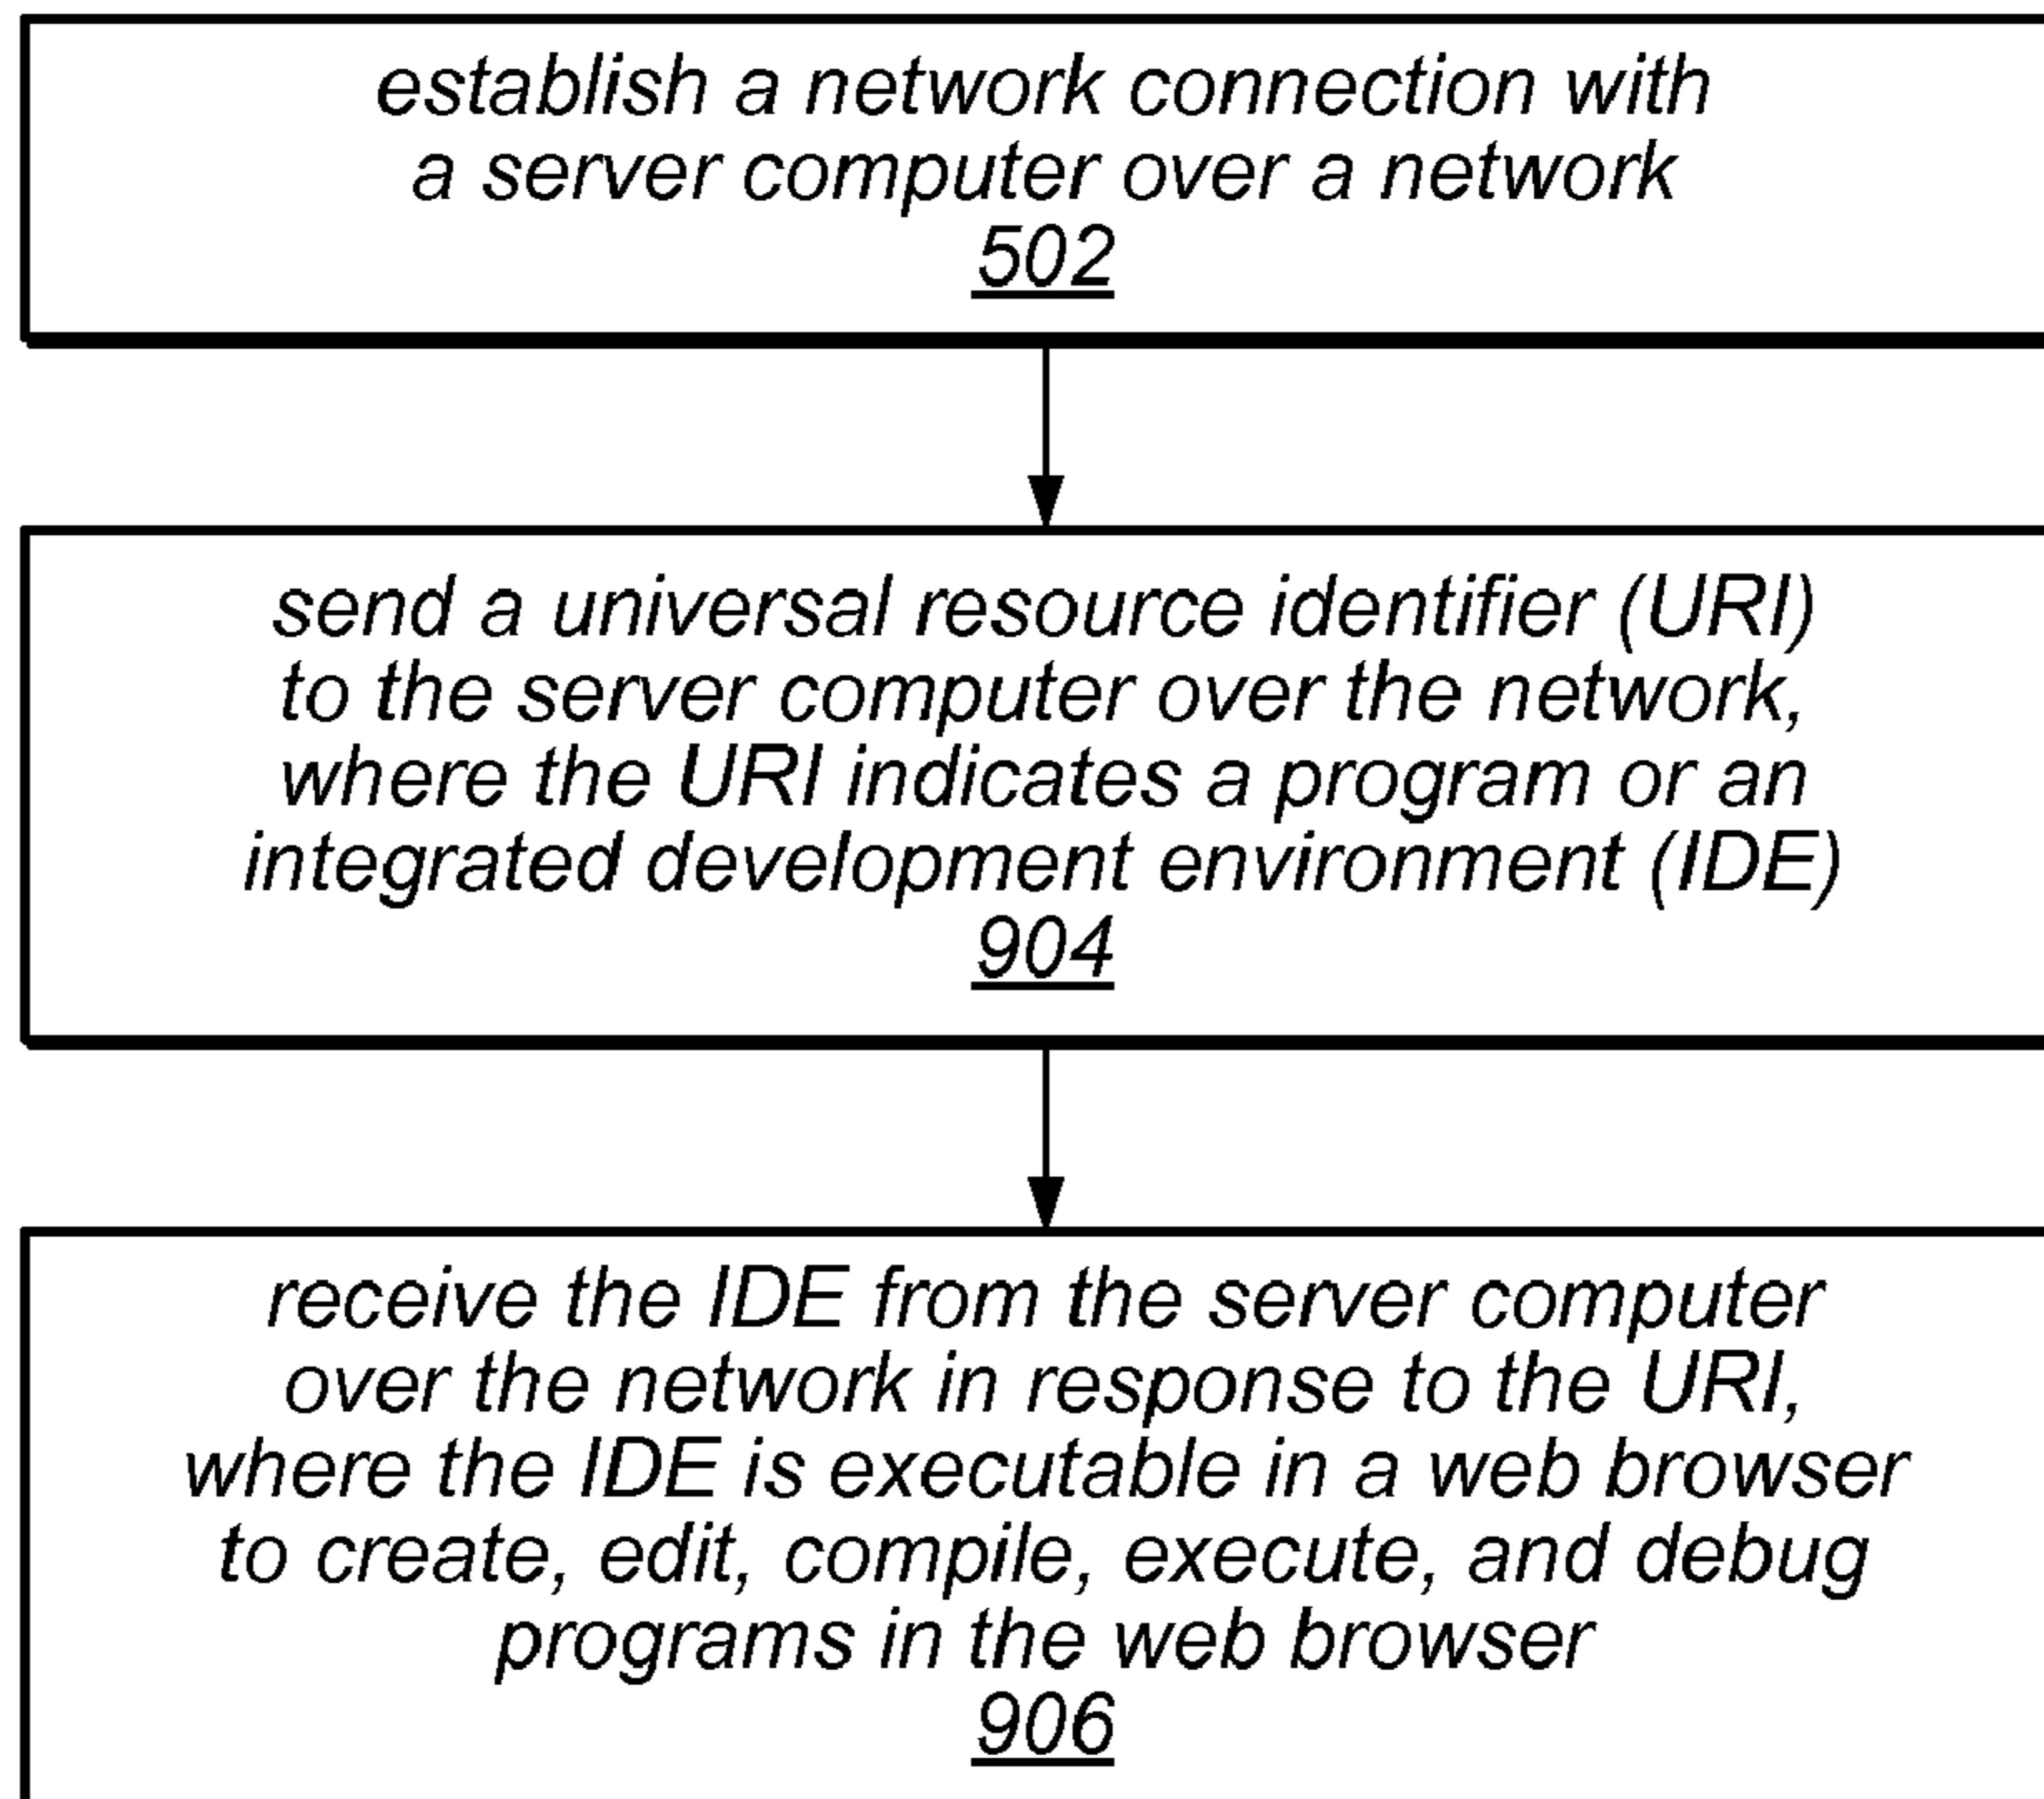 establish a network connection with
a server computer over a network
502
send a universal resource identifier (URI)
to the server computer over the network,
where the URI indicates a program or an
integrated development environment (IDE)
904
receive the IDE from the server computer
over the network in response to the URI,
where the IDE is executable in a web browser
to create, edit, compile, execute, and debug
programs in the web browser
906